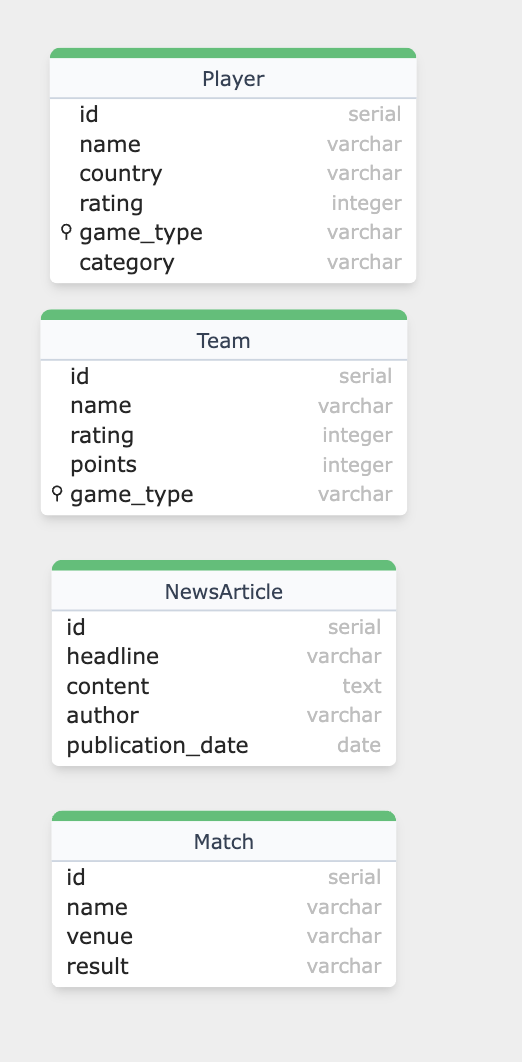 Player
id serial
name varchar
country varchar
rating integer
game_type varchar
category varchar
Team
id serial
name varchar
rating integer
points integer
game_type varchar
NewsArticle
id serial
headline varchar
content text
author varchar
publication_date date
Match
id serial
name varchar
venue varchar
result varchar